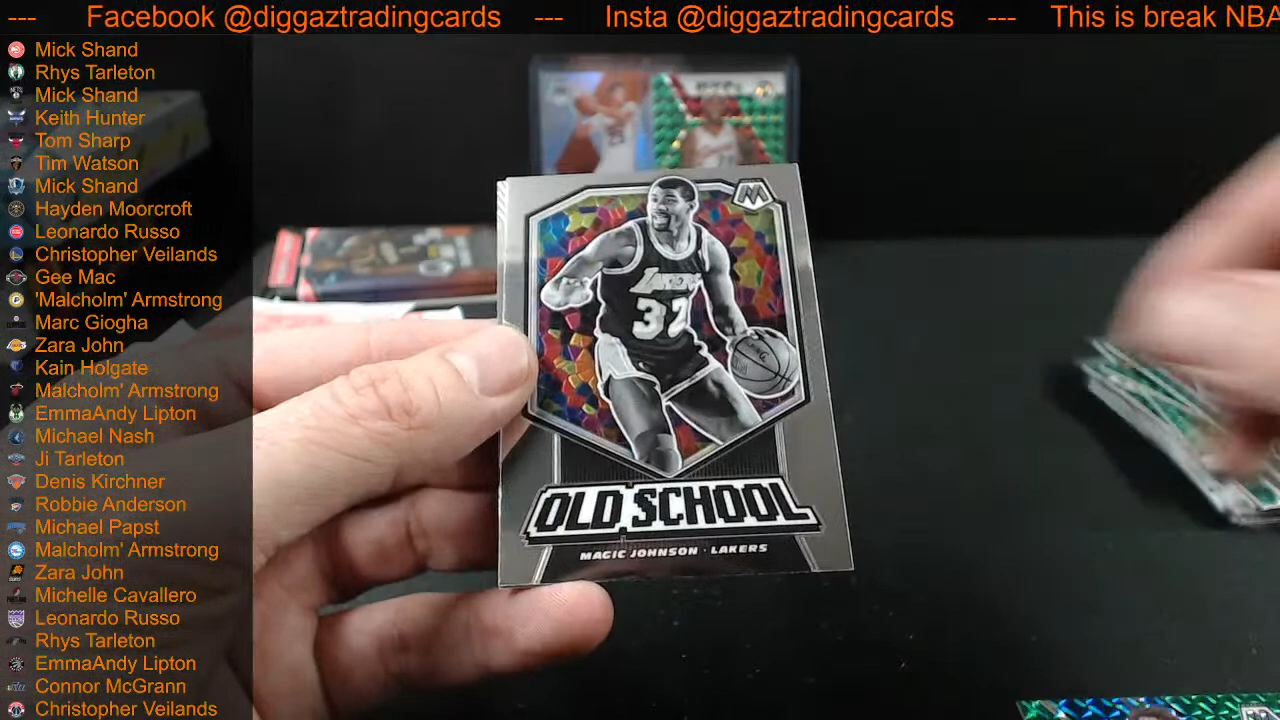 --- Facebook @diggaztradingcards --- Insta @diggaztradingcards --- This is break NBA
Mick Shand
Rhys Tarleton
Mick Shand
Keith Hunter
Tom Sharp
Tim Watson
Mick Shand
Hayden Moorcroft
Leonardo Russo
Christopher Veilands
Gee Mac
'Malcholm' Armstrong
Marc Giogha
Zara John
Kain Holgate
Malcholm' Armstrong
EmmaAndy Lipton
Michael Nash
Ji Tarleton
Denis Kirchner
Robbie Anderson
Michael Papst
Malcholm' Armstrong
Zara John
Michelle Cavallero
Leonardo Russo
Rhys Tarleton
EmmaAndy Lipton
Connor McGrann
Christopher Veilands
LAKERS
32
OLD SCHOOL
MAGIC JOHNSON · LAKERS